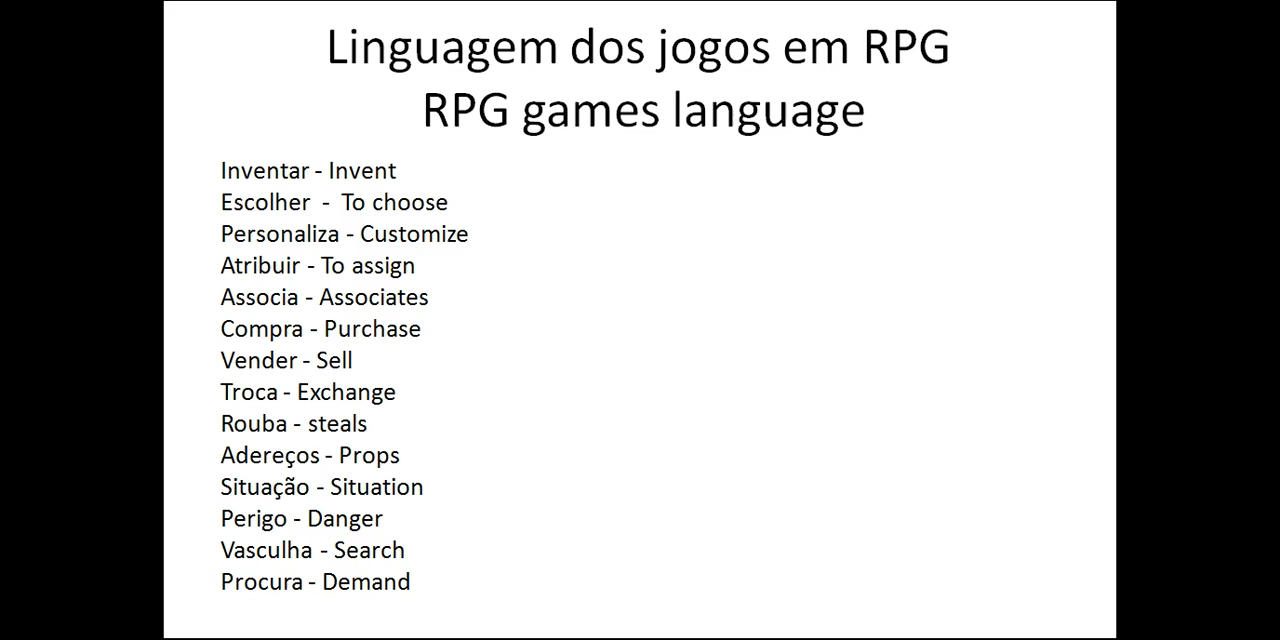 Linguagem dos jogos em RPG
RPG games language
Inventar - Invent
Escolher  -  To choose
Personaliza - Customize
Atribuir - To assign
Associa - Associates
Compra - Purchase
Vender - Sell
Troca - Exchange
Rouba - steals
Adereços - Props
Situação - Situation
Perigo - Danger
Vasculha - Search
Procura - Demand